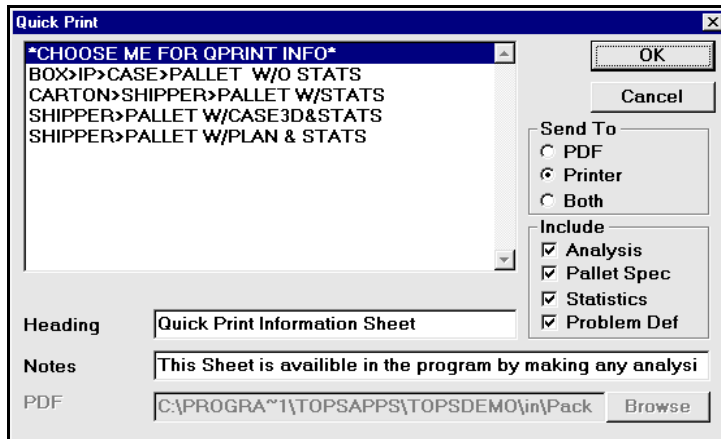 Quick Print
*CHOOSE ME FOR QPRINT INFO*
BOX>IP>CASE>PALLET W/O STATS
CARTON>SHIPPER>PALLET W/STATS
SHIPPER>PALLET W/CASE3D&STATS
SHIPPER>PALLET W/PLAN & STATS
OK
Cancel
Send To
PDF
Printer
Both
Include
Analysis
Pallet Spec
Statistics
Problem Def
Heading Quick Print Information Sheet
Notes This Sheet is availible in the program by making any analysi
PDF C:\PROGRA~1\TOPSAPPS\TOPSDEMO\in\Pack Browse